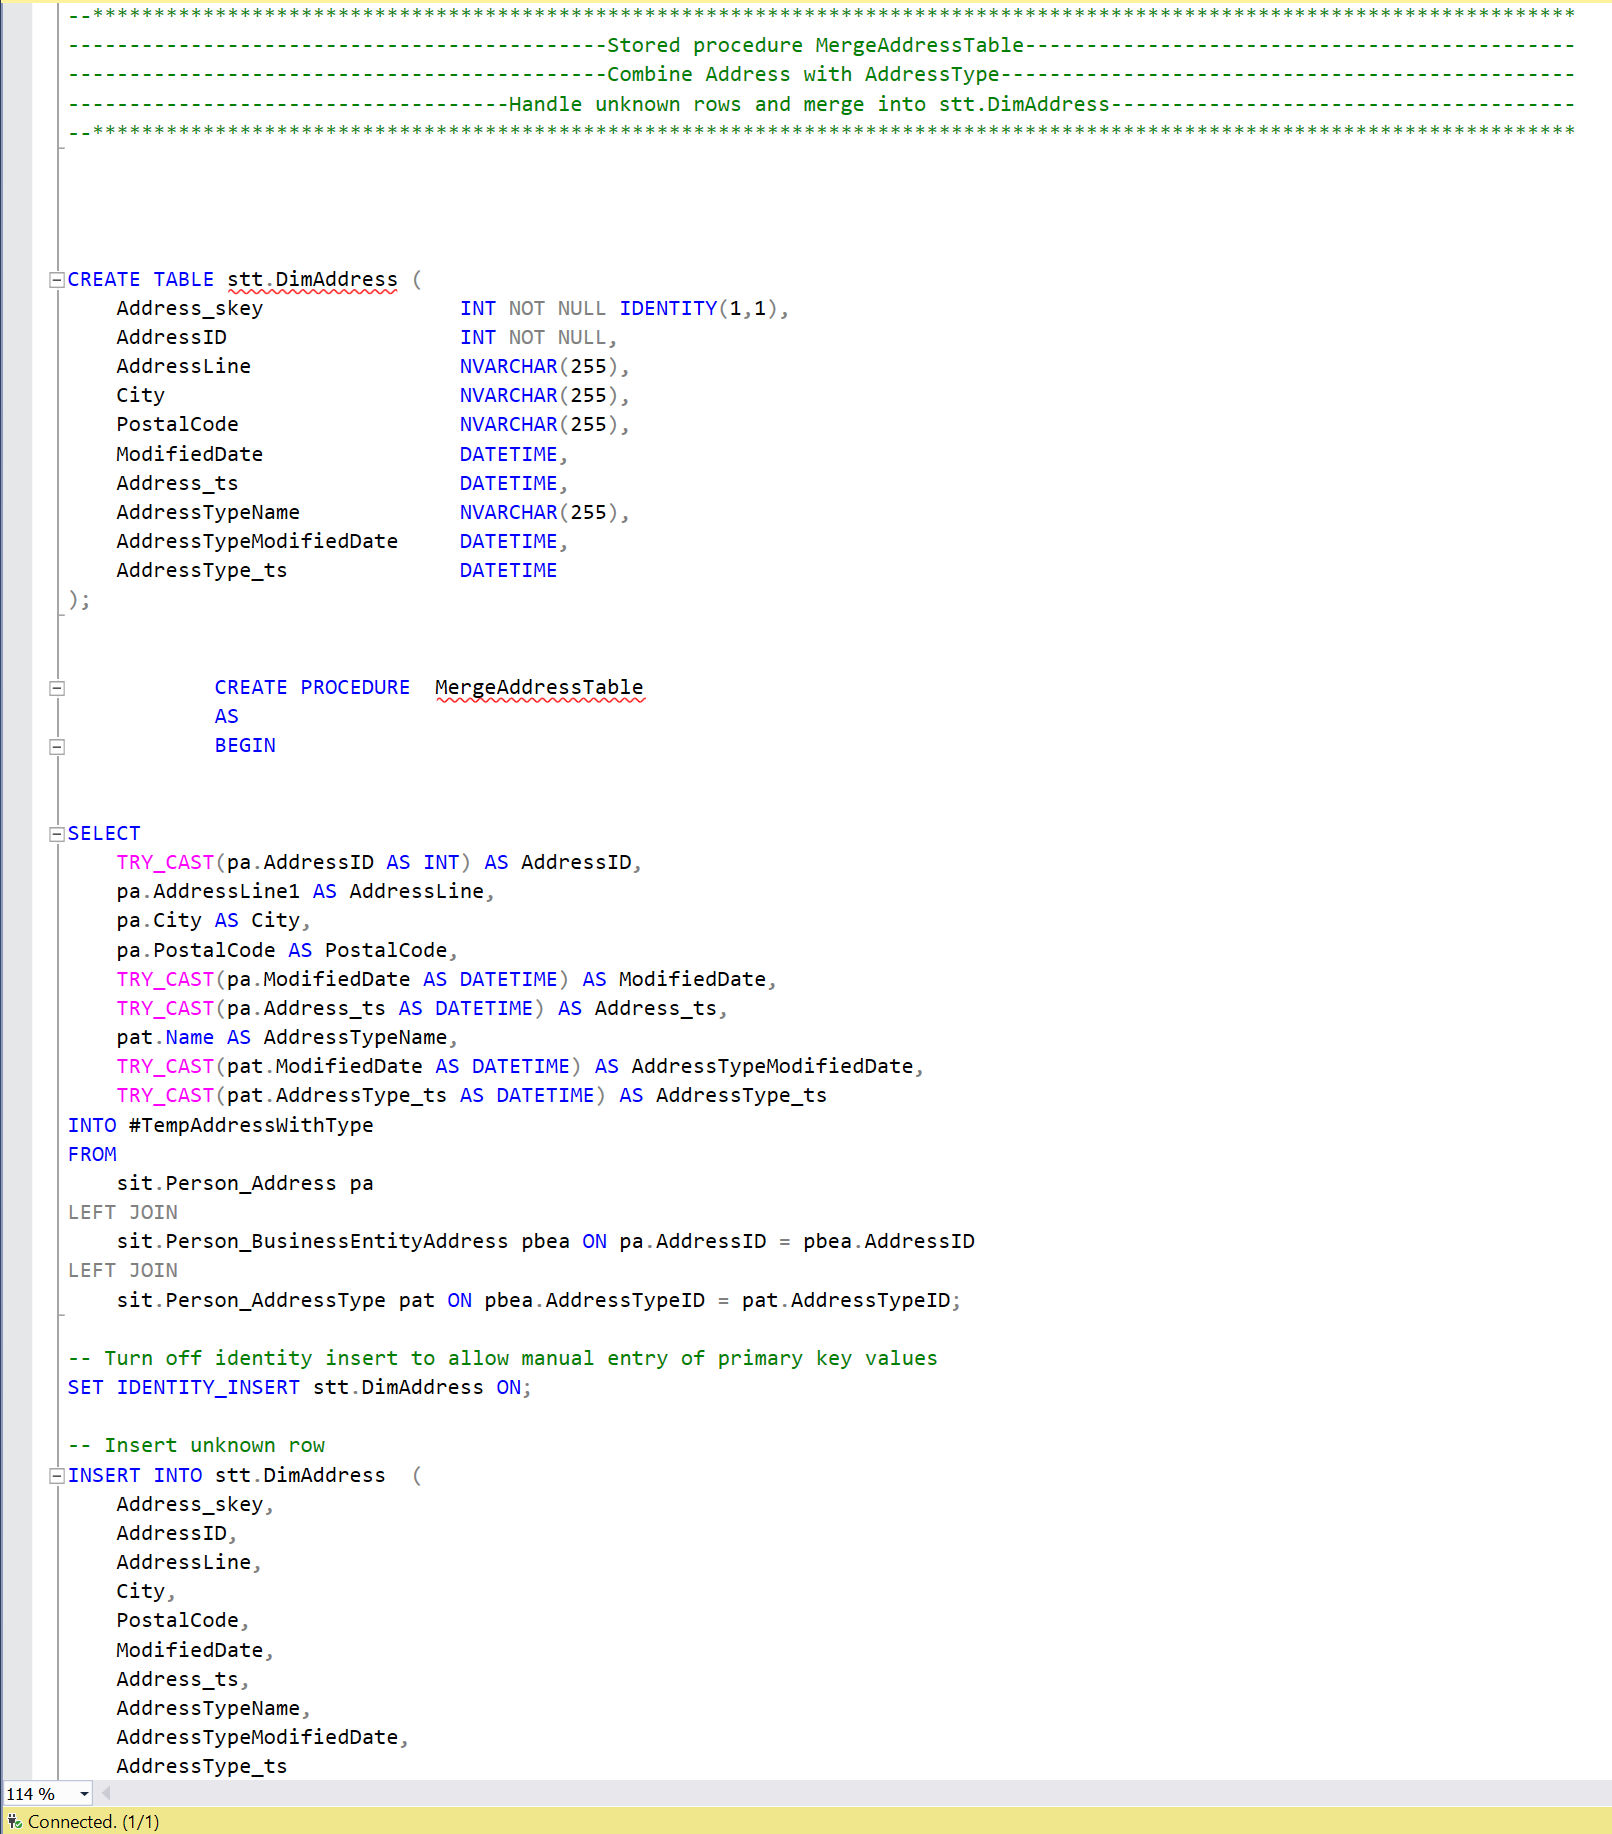 --*************************************************************************************************************************
--------------------------------------------Stored procedure MergeAddressTable---------------------------------------------
--------------------------------------------Combine Address with AddressType-----------------------------------------------
------------------------------------Handle unknown rows and merge into stt.DimAddress--------------------------------------
--*************************************************************************************************************************
CREATE TABLE stt.DimAddress (
    Address_skey                INT NOT NULL IDENTITY(1,1),
    AddressID                   INT NOT NULL,
    AddressLine                 NVARCHAR(255),
    City                        NVARCHAR(255),
    PostalCode                  NVARCHAR(255),
    ModifiedDate                DATETIME,
    Address_ts                  DATETIME,
    AddressTypeName             NVARCHAR(255),
    AddressTypeModifiedDate     DATETIME,
    AddressType_ts              DATETIME
);
            CREATE PROCEDURE  MergeAddressTable
            AS
            BEGIN
SELECT
    TRY_CAST(pa.AddressID AS INT) AS AddressID,
    pa.AddressLine1 AS AddressLine,
    pa.City AS City,
    pa.PostalCode AS PostalCode,
    TRY_CAST(pa.ModifiedDate AS DATETIME) AS ModifiedDate,
    TRY_CAST(pa.Address_ts AS DATETIME) AS Address_ts,
    pat.Name AS AddressTypeName,
    TRY_CAST(pat.ModifiedDate AS DATETIME) AS AddressTypeModifiedDate,
    TRY_CAST(pat.AddressType_ts AS DATETIME) AS AddressType_ts
INTO #TempAddressWithType
FROM
    sit.Person_Address pa
LEFT JOIN
    sit.Person_BusinessEntityAddress pbea ON pa.AddressID = pbea.AddressID
LEFT JOIN
    sit.Person_AddressType pat ON pbea.AddressTypeID = pat.AddressTypeID;
-- Turn off identity insert to allow manual entry of primary key values
SET IDENTITY_INSERT stt.DimAddress ON;
-- Insert unknown row
INSERT INTO stt.DimAddress  (
    Address_skey,
    AddressID,
    AddressLine,
    City,
    PostalCode,
    ModifiedDate,
    Address_ts,
    AddressTypeName,
    AddressTypeModifiedDate,
    AddressType_ts
114 %
Connected. (1/1)